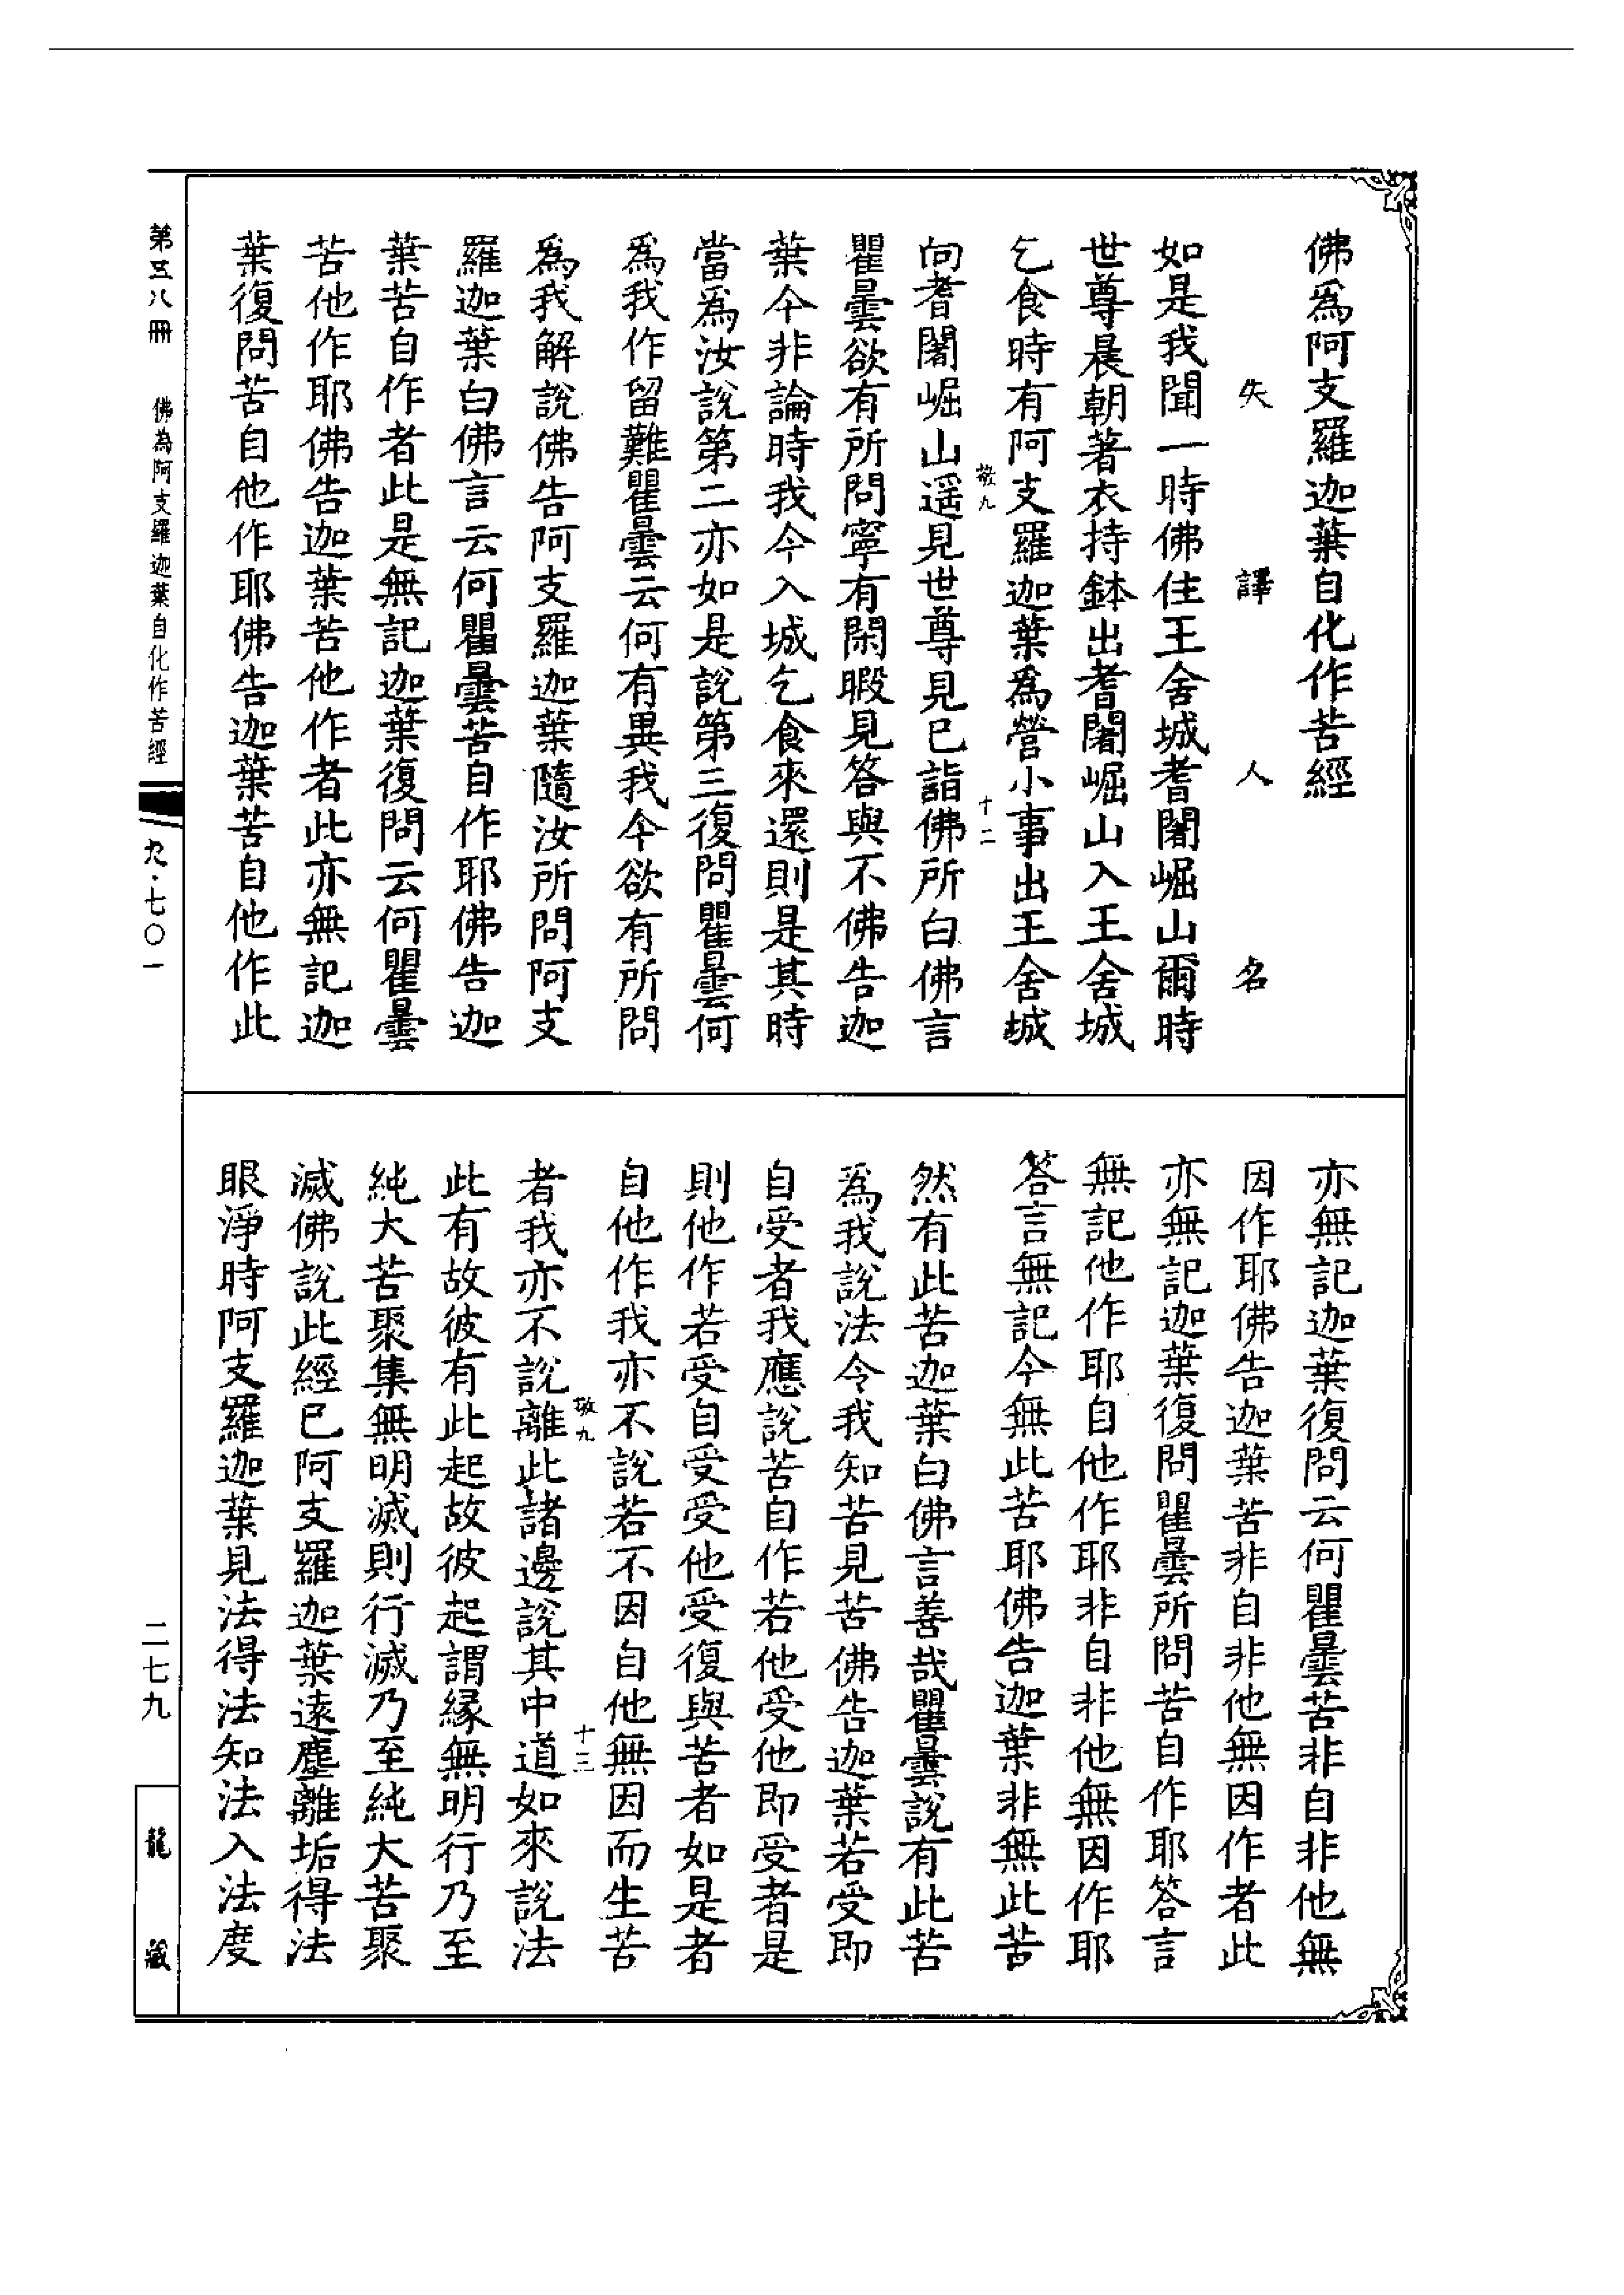 佛爲阿支羅迦葉自化作苦經
失譯人名
如是我聞一時佛住王舍城耆闍崛山爾時
世尊晨朝著衣持鉢出耆闍崛山入王舍城
乞食時有阿支羅迦葉爲營小事出王舍城
敬九 十二
向耆闍崛山遥見世尊見已詣佛所白佛言
瞿曇欲有所問寧有閑暇見答與不佛告迦
葉今非論時我今入城乞食來還則是其時
當爲汝說第二亦如是說第三復問瞿曇何
爲我作留難瞿曇云何有異我今欲有所問
爲我解說佛告阿支羅迦葉隨汝所問阿支
羅迦葉白佛言云何瞿曇苦自作耶佛告迦
葉苦自作者此是無記迦葉復問云何瞿曇
苦他作耶佛告迦葉苦他作者此亦無記迦
葉復問苦自他作耶佛告迦葉苦自他作此
亦無記迦葉復問云何瞿曇苦非自非他無
因作耶佛告迦葉苦非自非他無因作者此
亦無記迦葉復問瞿曇所問苦自作耶答言
無記他作耶自他作耶非自非他無因作耶
答言無記今無此苦耶佛告迦葉非無此苦
然有此苦迦葉白佛言善哉瞿曇說有此苦
爲我說法令我知苦見苦佛告迦葉若受即
自受者我應說苦自作若他受他即受者是
則他作若受自受受他受復與苦者如是者
自他作我亦不說若不因自他無因而生苦
敬九 十三
者我亦不說離此諸邊說其中道如來說法
此有故彼有此起故彼起謂緣無明行乃至
純大苦聚集無明滅則行滅乃至純大苦聚
滅佛說此經已阿支羅迦葉遠塵離垢得法
眼淨時阿支羅迦葉見法得法知法入法度
第五八冊 佛為阿支羅迦葉自化作苦經 九·七〇一
二七九
龍藏